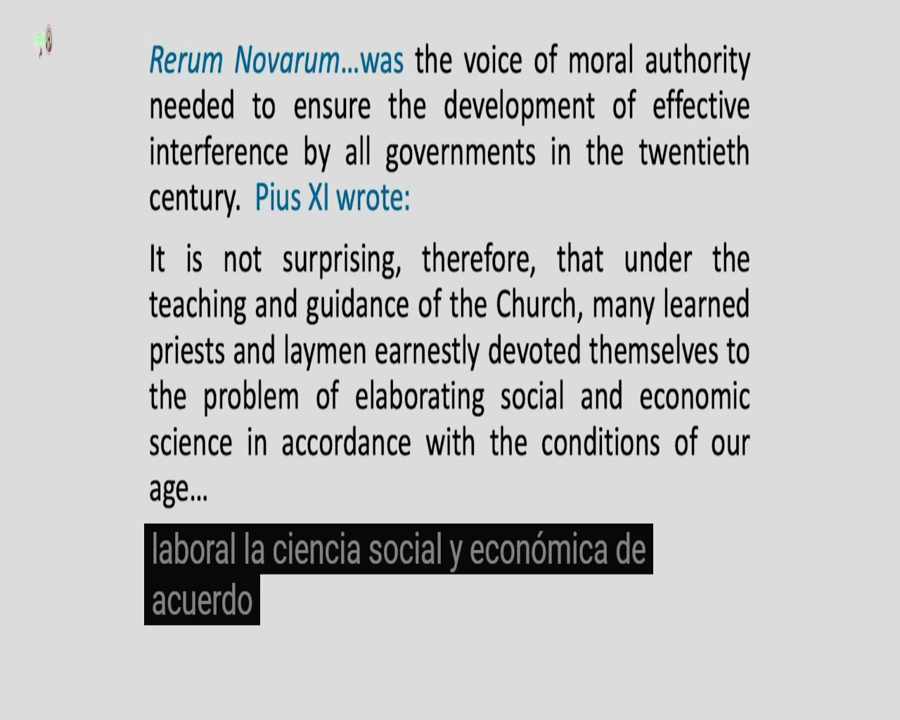 Rerum Novarum...was the voice of moral authority
needed to ensure the development of effective
interference by all governments in the twentieth
century. Pius XI wrote:
It is not surprising, therefore, that under the
teaching and guidance of the Church, many learned
priests and laymen earnestly devoted themselves to
the problem of elaborating social and economic
science in accordance with the conditions of our
age...
laboral la ciencia social y económica de
acuerdo